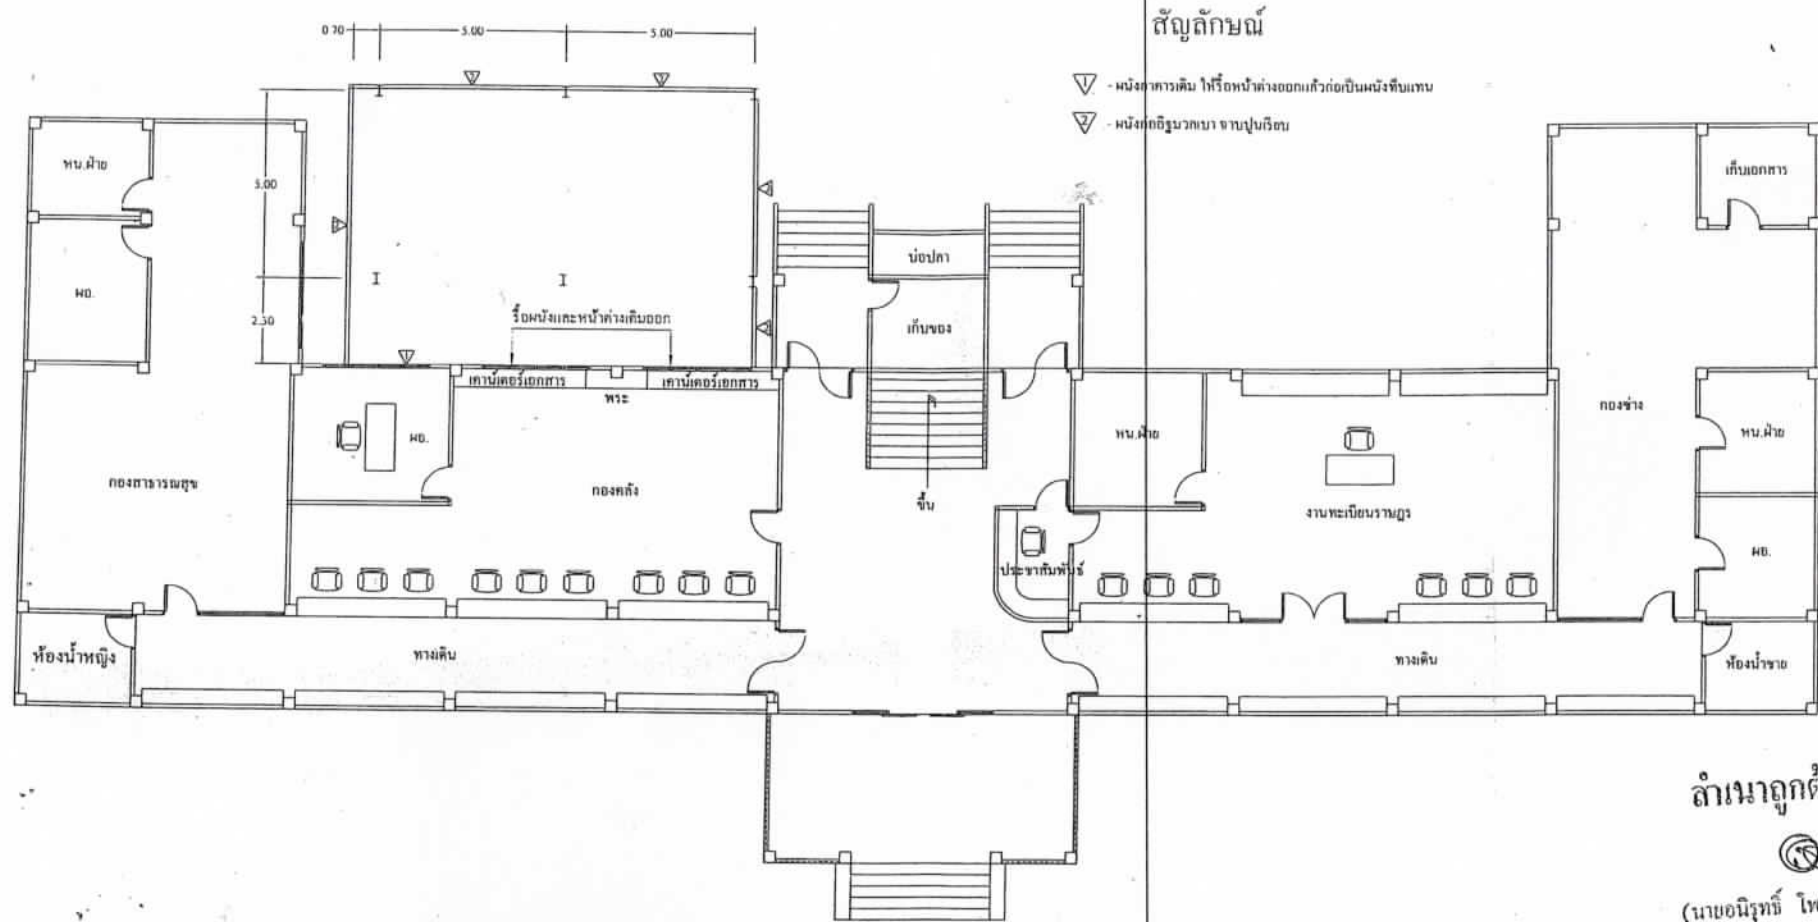 สัญลักษณ์
0.70 5.00 5.00
1 - ผนังอาคารเดิม ให้รื้อหน้าต่างออกแล้วก่อเป็นผนังทึบแทน
2 - ผนังก่ออิฐมวลเบา ฉาบปูนเรียบ
2 2
หน.ฝ่าย
5.00
เก็บเอกสาร
2
บ่อปลา
ผอ.
2.50
รื้อผนังและหน้าต่างเดิมออก
เก็บของ
1
เคาน์เตอร์เอกสาร เคาน์เตอร์เอกสาร
พระ
กองช่าง
ผอ.
หน.ฝ่าย
หน.ฝ่าย
กองสาธารณสุข
กองคลัง
ขึ้น
งานทะเบียนราษฎร
ผอ.
ประชาสัมพันธ์
ห้องน้ำหญิง
ทางเดิน
ทางเดิน
ห้องน้ำชาย
(นายอนิรุทธิ์